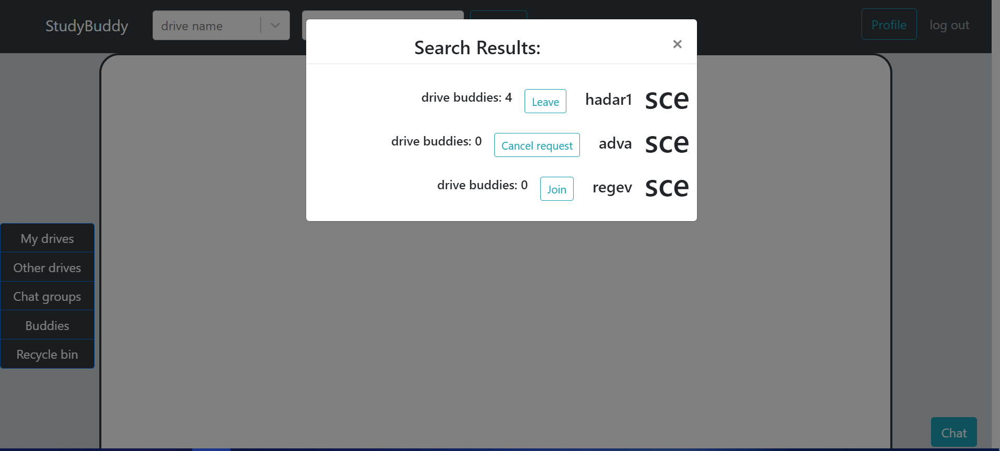 StudyBuddy
drive name
Profile
log out
Search Results:
×
drive buddies: 4 Leave hadar1 sce
drive buddies: 0 Cancel request adva sce
drive buddies: 0 Join regev sce
My drives
Other drives
Chat groups
Buddies
Recycle bin
Chat